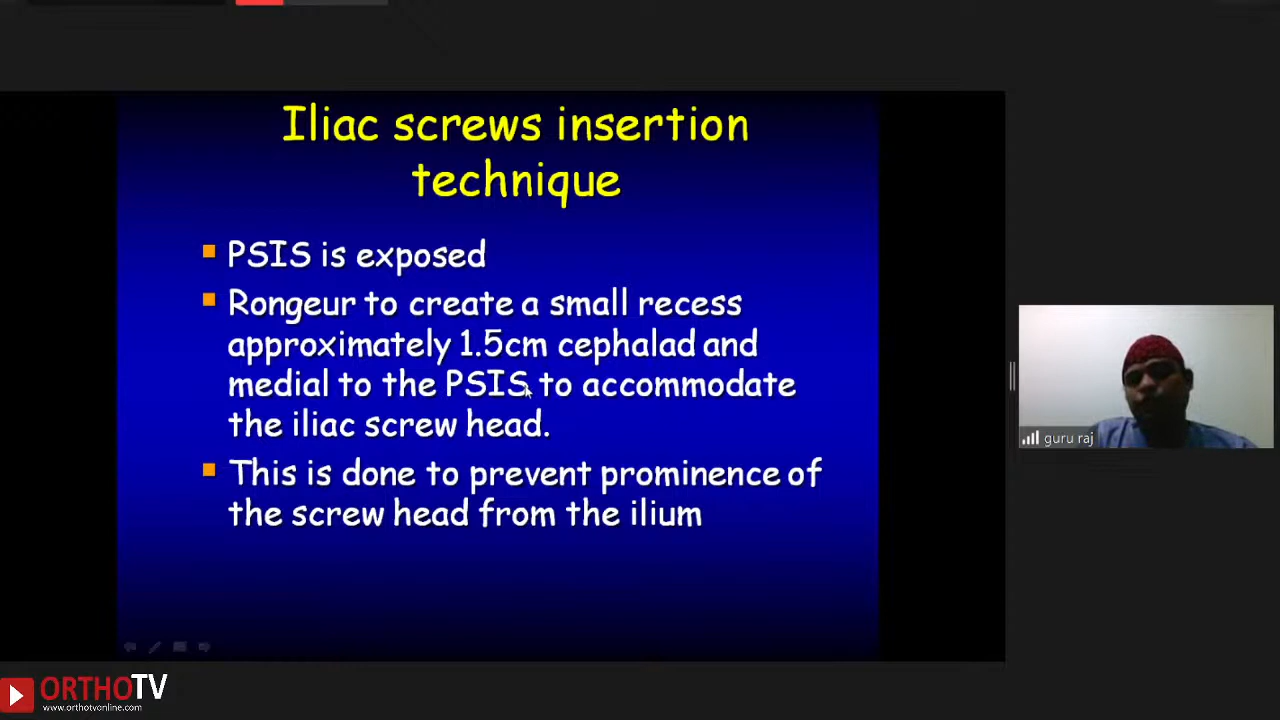 Iliac screws insertion
technique
PSIS is exposed
Rongeur to create a small recess
approximately 1.5cm cephalad and
medial to the PSIS to accommodate
the iliac screw head.
This is done to prevent prominence of
the screw head from the ilium
guru raj
ORTHOTV
www.orthotvonline.com